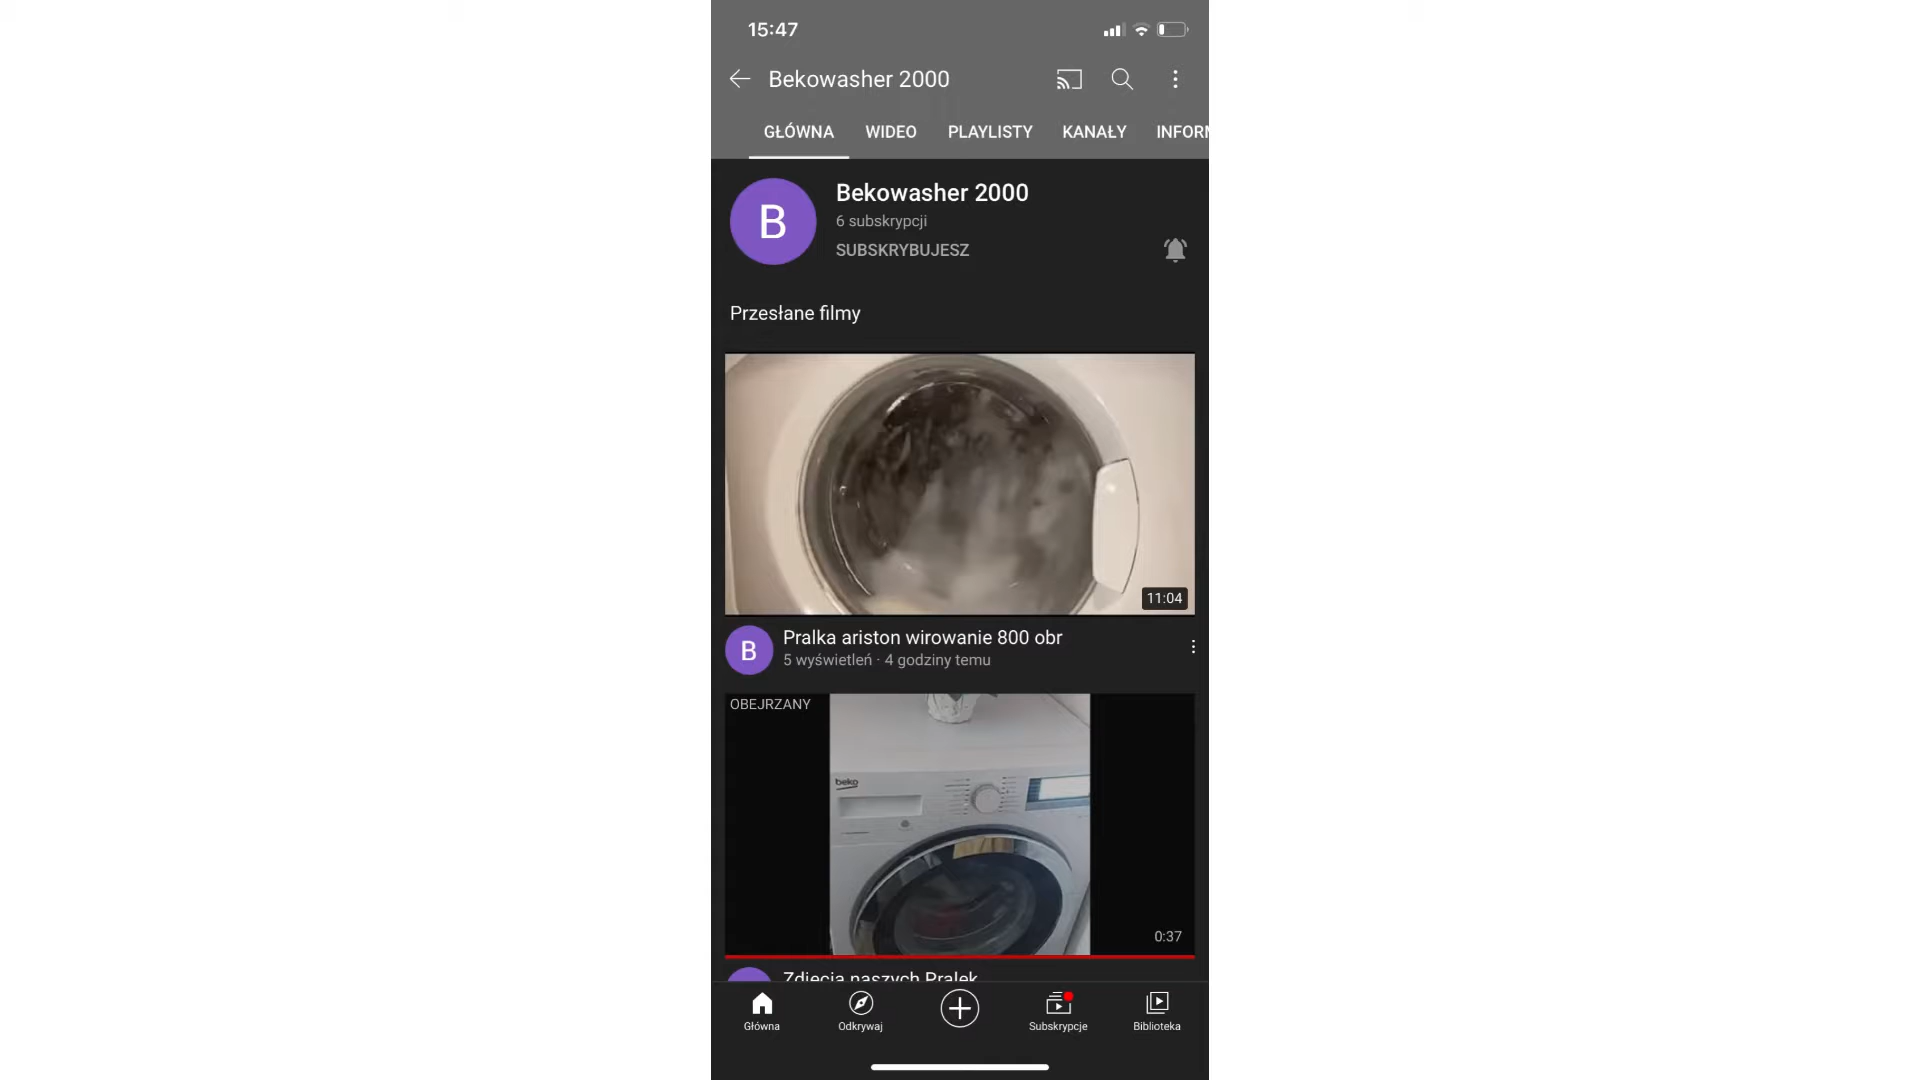 15:47
Bekowasher 2000
GŁÓWNA WIDEO PLAYLISTY KANAŁY INFORM
B
Bekowasher 2000
6 subskrypcji
SUBSKRYBUJESZ
Przesłane filmy
11:04
B
Pralka ariston wirowanie 800 obr
5 wyświetleń · 4 godziny temu
OBEJRZANY
beko
0:37
Zdjęcia naszych Pralek
Główna Odkrywaj Subskrypcje Biblioteka